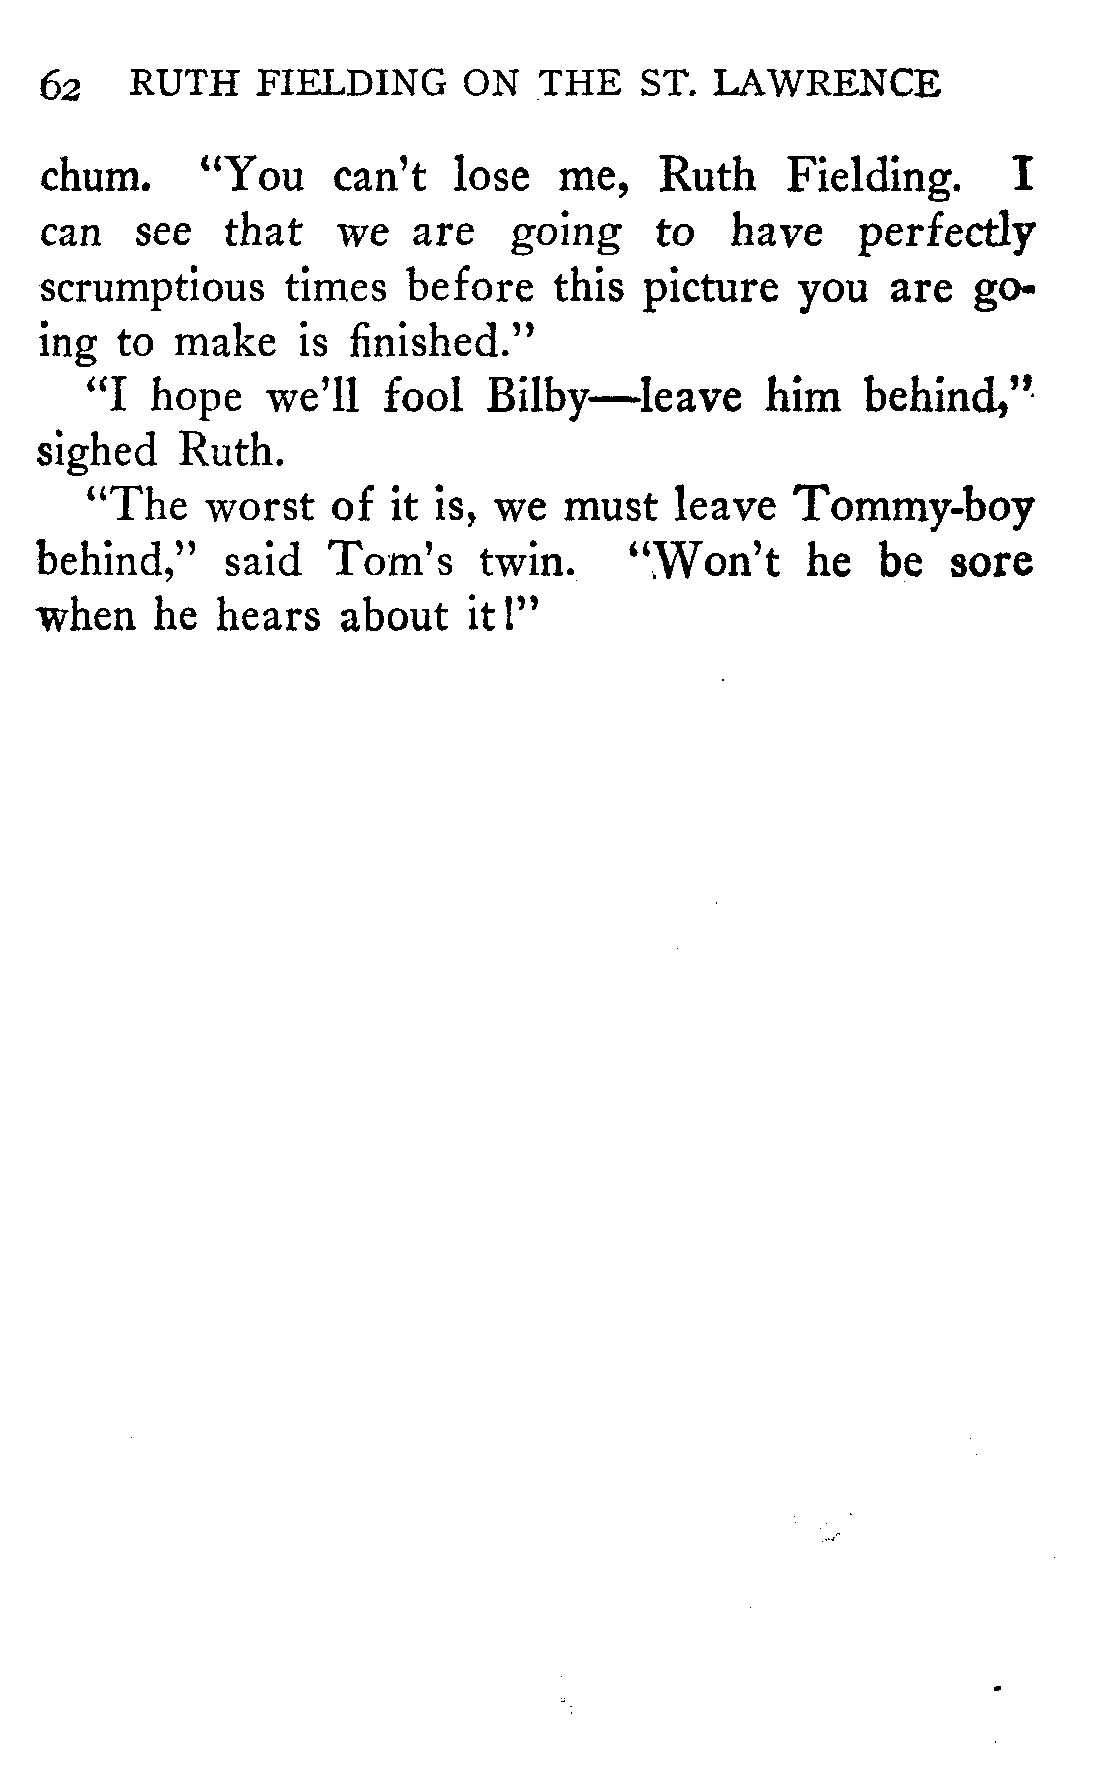 62 RUTH FIELDING ON THE ST. LAWRENCE
chum. "You can't lose me, Ruth Fielding. I
can see that we are going to have perfectly
scrumptious times before this picture you are go-
ing to make is finished."
"I hope we'll fool Bilby—leave him behind,"
sighed Ruth.
"The worst of it is, we must leave Tommy-boy
behind," said Tom's twin. "Won't he be sore
when he hears about it!"